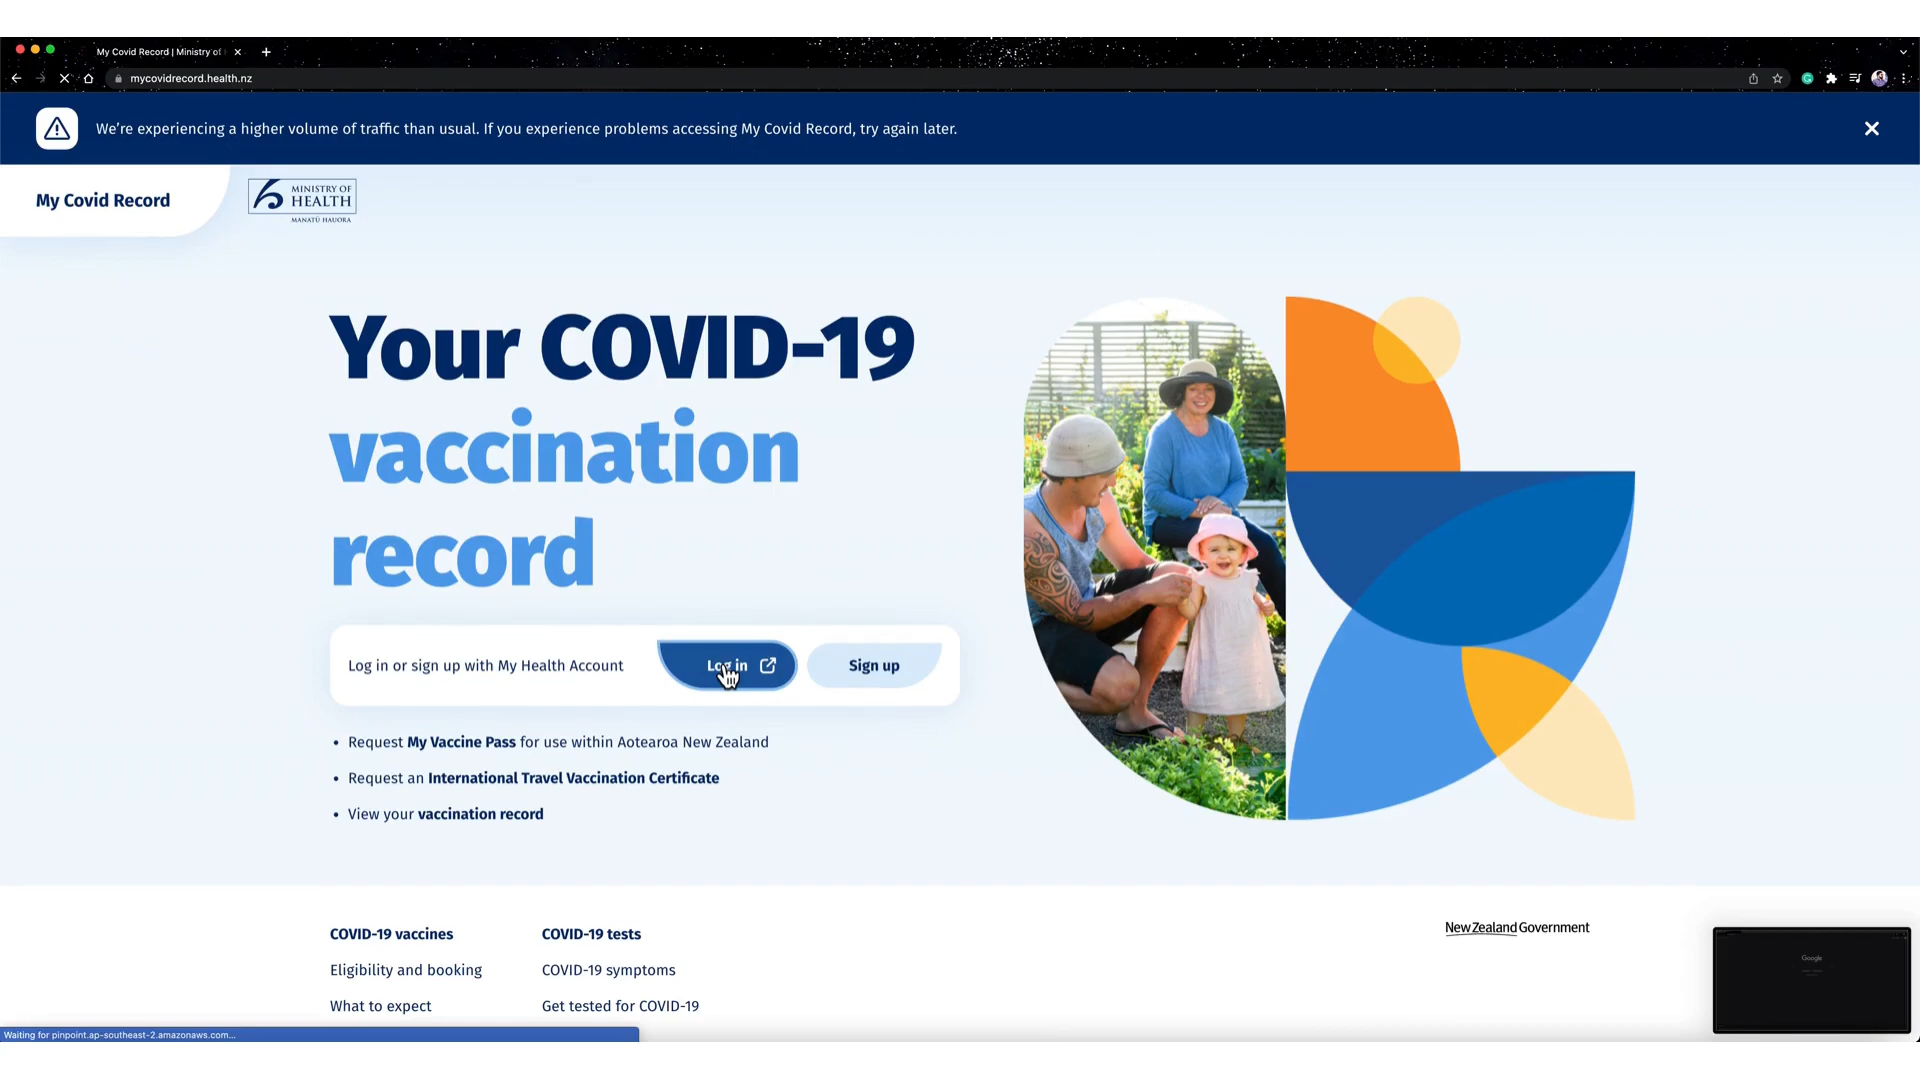 My Covid Record | Ministry of
mycovidrecord.health.nz
We're experiencing a higher volume of traffic than usual. If you experience problems accessing My Covid Record, try again later.
My Covid Record
MINISTRY OF
HEALTH
MANATŪ HAUORA
Your COVID-19
vaccination
record
Log in or sign up with My Health Account
Log in
Sign up
• Request My Vaccine Pass for use within Aotearoa New Zealand
• Request an International Travel Vaccination Certificate
• View your vaccination record
COVID-19 vaccines
COVID-19 tests
New Zealand Government
Eligibility and booking
COVID-19 symptoms
What to expect
Get tested for COVID-19
Google
Waiting for pinpoint.ap-southeast-2.amazonaws.com...